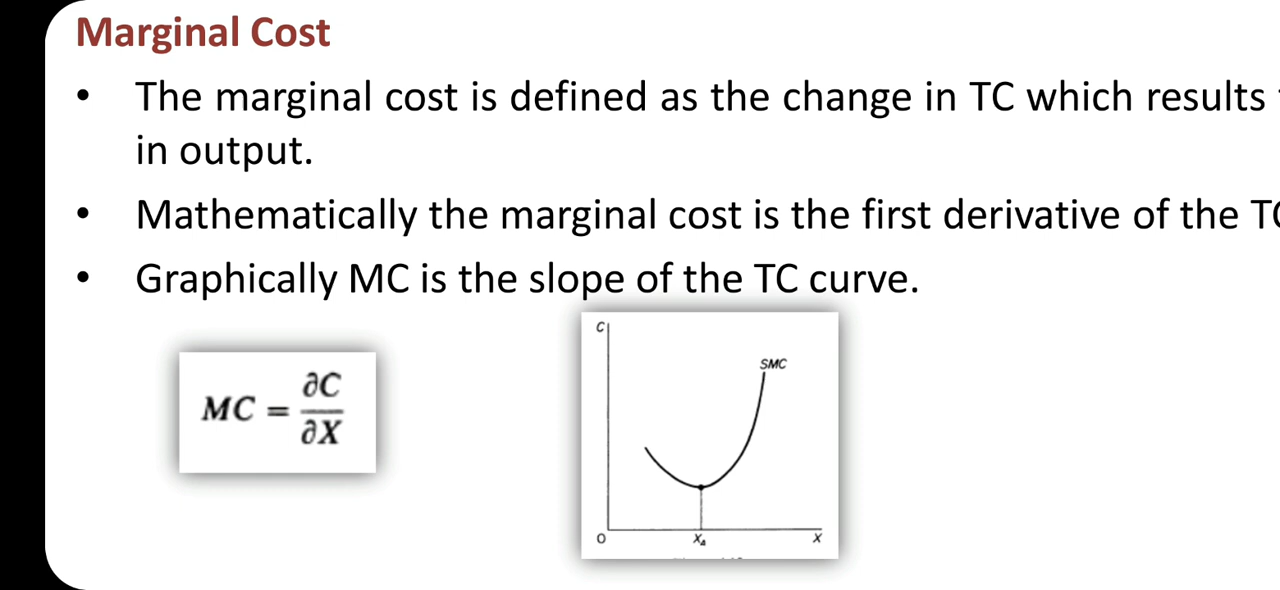 Marginal Cost
• The marginal cost is defined as the change in TC which results
in output.
• Mathematically the marginal cost is the first derivative of the
• Graphically MC is the slope of the TC curve.
MC = ∂C/∂X
C
SMC
O
X₄
X